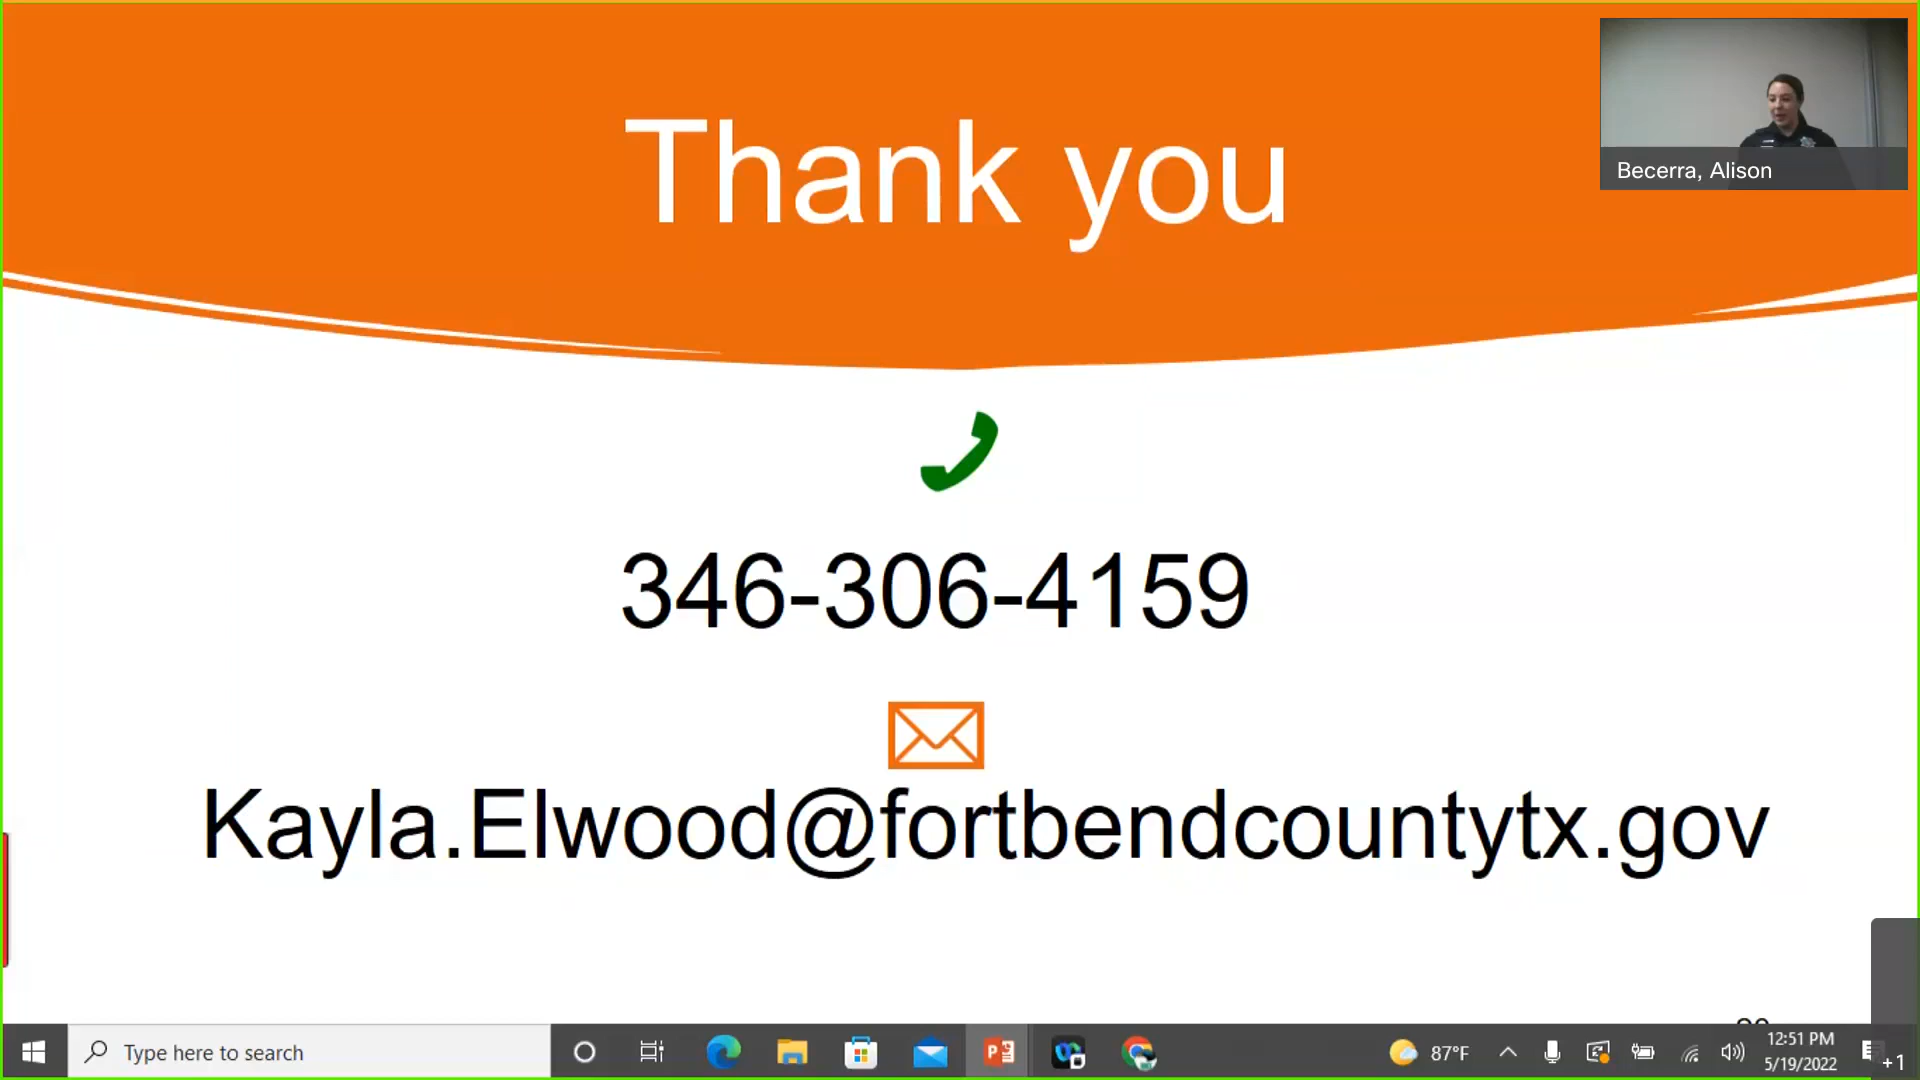 Thank you
Becerra, Alison
346-306-4159
Kayla.Elwood@fortbendcountytx.gov
Type here to search
87°F
12:51 PM
5/19/2022
+1